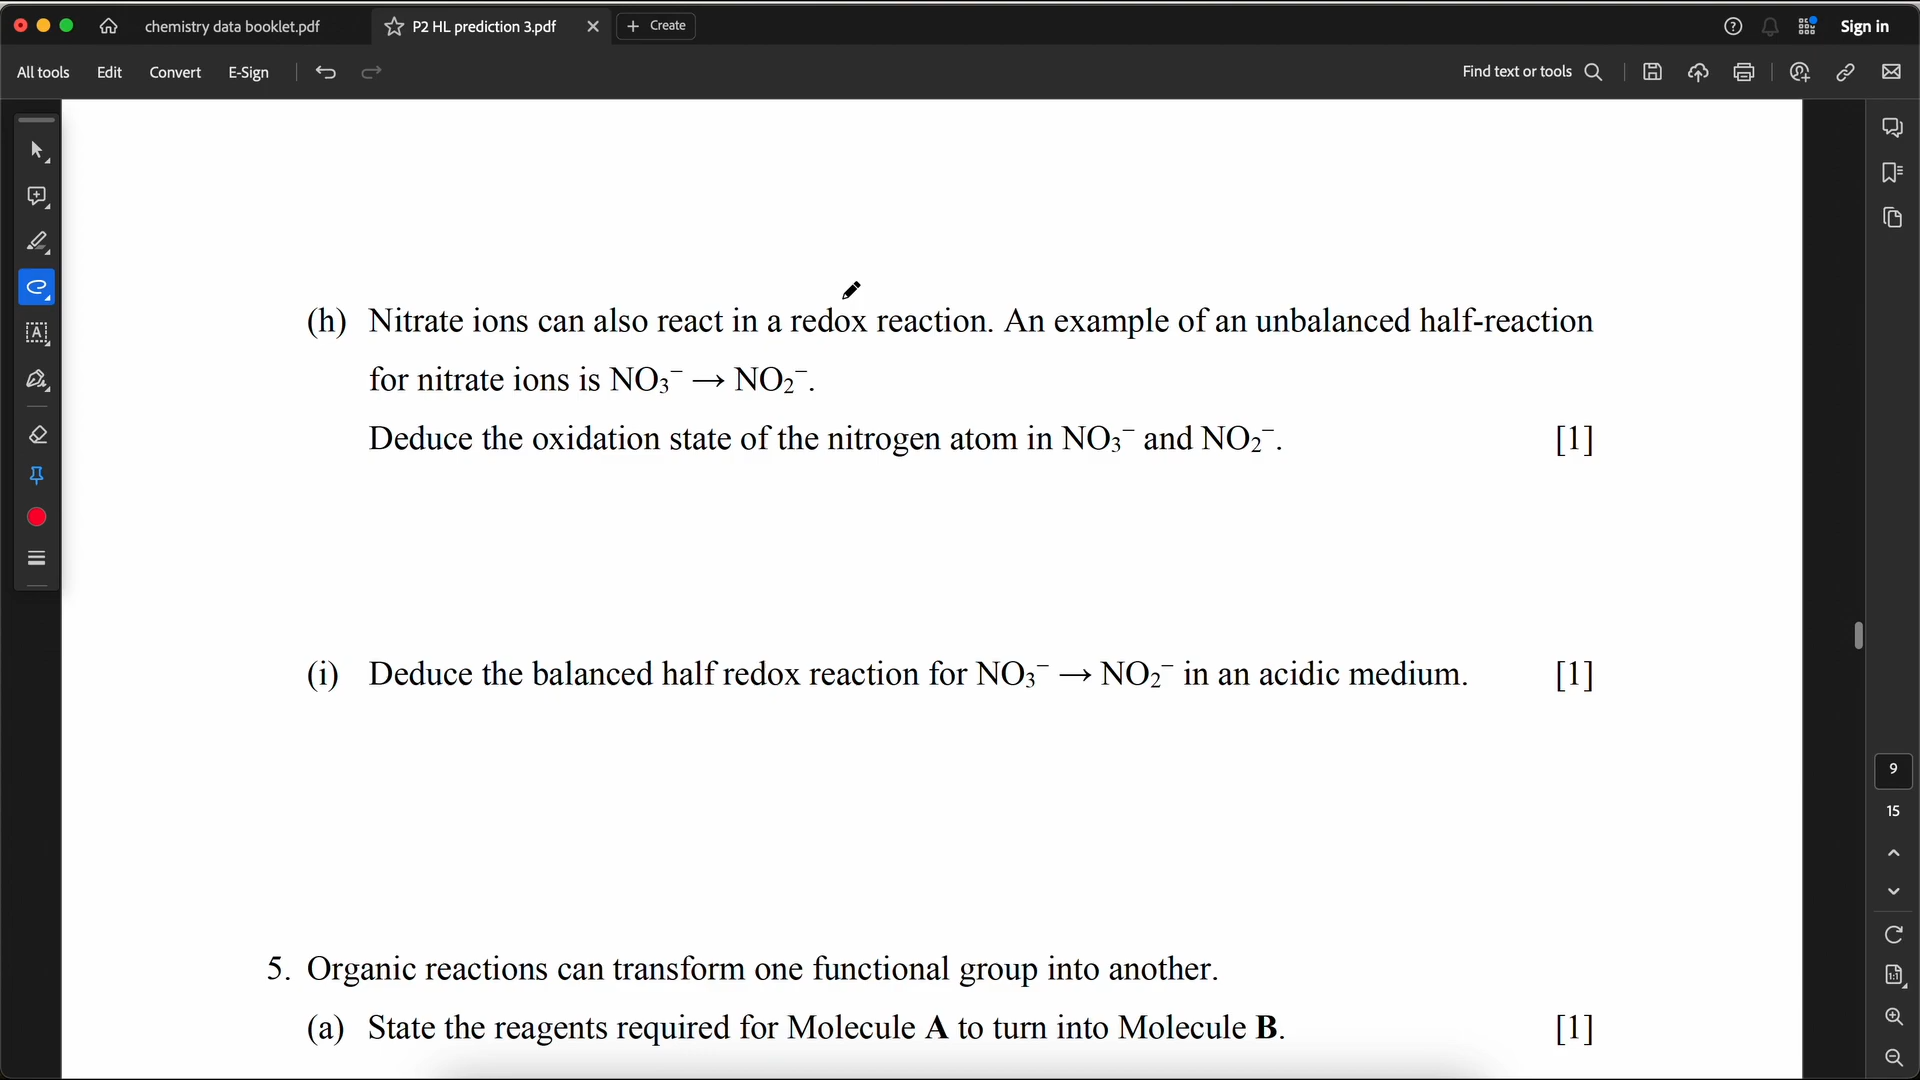 chemistry data booklet.pdf
P2 HL prediction 3.pdf
Create
Sign in
All tools
Edit
Convert
E-Sign
Find text or tools
(h) Nitrate ions can also react in a redox reaction. An example of an unbalanced half-reaction
for nitrate ions is NO₃⁻ → NO₂⁻.
Deduce the oxidation state of the nitrogen atom in NO₃⁻ and NO₂⁻. [1]
(i) Deduce the balanced half redox reaction for NO₃⁻ → NO₂⁻ in an acidic medium. [1]
9
15
5. Organic reactions can transform one functional group into another.
(a) State the reagents required for Molecule A to turn into Molecule B. [1]